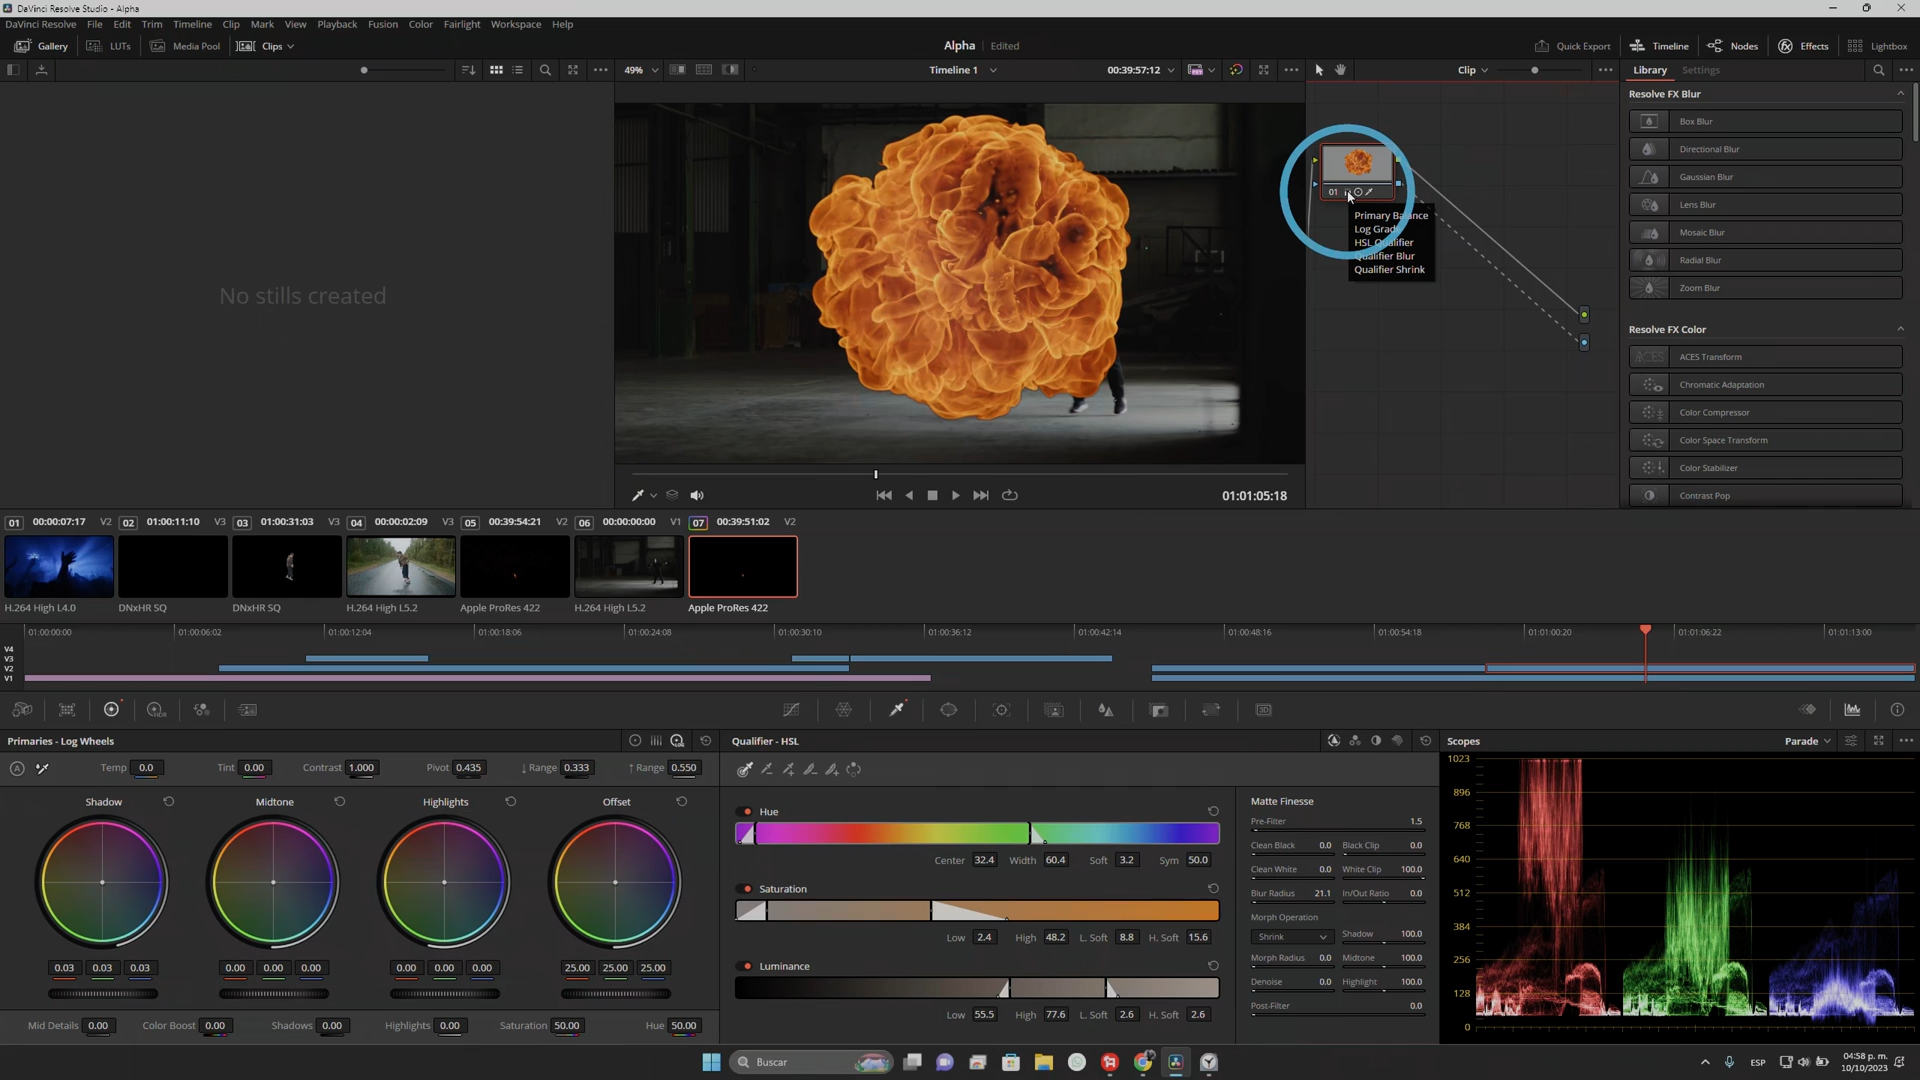 DaVinci Resolve Studio - Alpha
DaVinci Resolve File Edit Trim Timeline Clip Mark View Playback Fusion Color Fairlight Workspace Help
Gallery LUTs Media Pool Clips Alpha Edited Quick Export Timeline Nodes Effects Lightbox
49% Timeline 1 00:39:57:12 Clip Library Settings
Resolve FX Blur
Box Blur
Directional Blur
Gaussian Blur
Lens Blur
Mosaic Blur
Radial Blur
Zoom Blur
Resolve FX Color
ACES Transform
Chromatic Adaptation
Color Compressor
Color Space Transform
Color Stabilizer
Contrast Pop
01
Primary Balance
Log Grade
HSL Qualifier
Qualifier Blur
Qualifier Shrink
No stills created
01:01:05:18
01 00:00:07:17 V2 02 01:00:11:10 V3 03 01:00:31:03 V3 04 00:00:02:09 V3 05 00:39:54:21 V2 06 00:00:00:00 V1 07 00:39:51:02 V2
H.264 High L4.0 DNxHR SQ DNxHR SQ H.264 High L5.2 Apple ProRes 422 H.264 High L5.2 Apple ProRes 422
01:00:00:00 01:00:06:02 01:00:12:04 01:00:18:06 01:00:24:08 01:00:30:10 01:00:36:12 01:00:42:14 01:00:48:16 01:00:54:18 01:01:00:20 01:01:06:22 01:01:13:00
V4
V3
V2
V1
HDR
3D
Primaries - Log Wheels
Temp 0.0 Tint 0.00 Contrast 1.000 Pivot 0.435 ↓ Range 0.333 ↑ Range 0.550
Shadow Midtone Highlights Offset
0.03 0.03 0.03 0.00 0.00 0.00 0.00 0.00 0.00 25.00 25.00 25.00
Mid Details 0.00 Color Boost 0.00 Shadows 0.00 Highlights 0.00 Saturation 50.00 Hue 50.00
Qualifier - HSL
Hue
Center 32.4 Width 60.4 Soft 3.2 Sym 50.0
Saturation
Low 2.4 High 48.2 L. Soft 8.8 H. Soft 15.6
Luminance
Low 55.5 High 77.6 L. Soft 2.6 H. Soft 2.6
Matte Finesse
Pre-Filter 1.5
Clean Black 0.0 Black Clip 0.0
Clean White 0.0 White Clip 100.0
Blur Radius 21.1 In/Out Ratio 0.0
Morph Operation
Shrink Shadow 100.0
Morph Radius 0.0 Midtone 100.0
Denoise 0.0 Highlight 100.0
Post-Filter 0.0
Scopes Parade
1023
896
768
640
512
384
256
128
0
Buscar
ESP
04:58 p. m.
10/10/2023